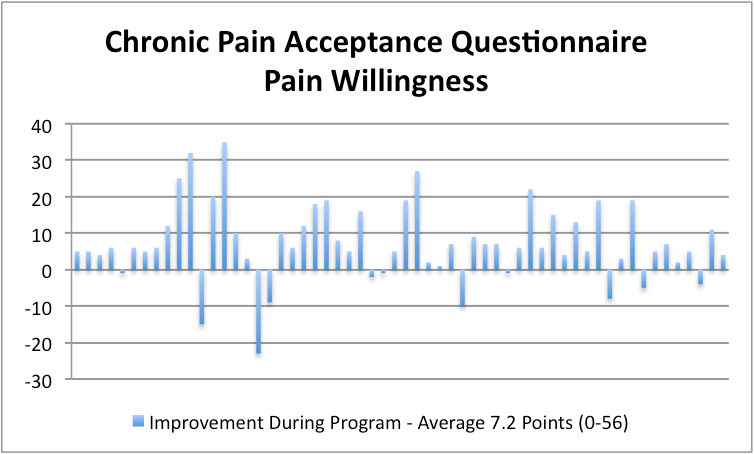 Chronic Pain Acceptance Questionnaire
Pain Willingness
40
30
20
10
0
-10
-20
-30
Improvement During Program - Average 7.2 Points (0-56)